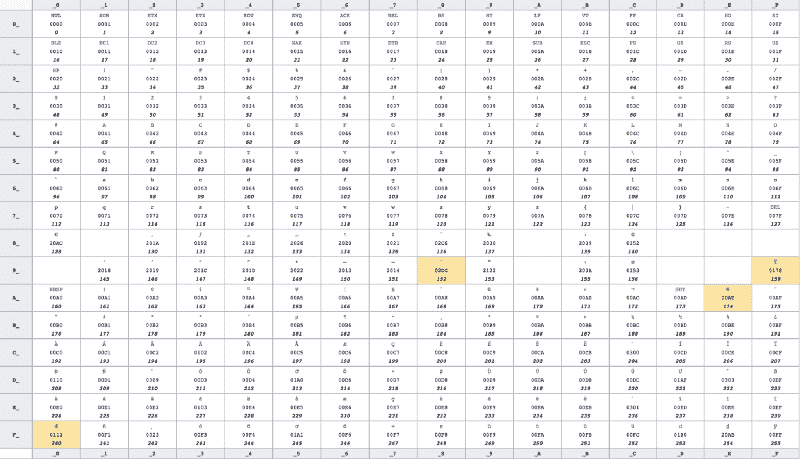 _0 _1 _2 _3 _4 _5 _6 _7 _8 _9 _A _B _C _D _E _F
NUL SOH STX ETX EOT ENQ ACK BEL BS HT LF VT FF CR SO SI
0_ 0000 0001 0002 0003 0004 0005 0006 0007 0008 0009 000A 000B 000C 000D 000E 000F
0 1 2 3 4 5 6 7 8 9 10 11 12 13 14 15
DLE DC1 DC2 DC3 DC4 NAK SYN ETB CAN EM SUB ESC FS GS RS US
1_ 0010 0011 0012 0013 0014 0015 0016 0017 0018 0019 001A 001B 001C 001D 001E 001F
16 17 18 19 20 21 22 23 24 25 26 27 28 29 30 31
SP ! " # $ % & ' ( ) * + , - . /
2_ 0020 0021 0022 0023 0024 0025 0026 0027 0028 0029 002A 002B 002C 002D 002E 002F
32 33 34 35 36 37 38 39 40 41 42 43 44 45 46 47
0 1 2 3 4 5 6 7 8 9 : ; < = > ?
3_ 0030 0031 0032 0033 0034 0035 0036 0037 0038 0039 003A 003B 003C 003D 003E 003F
48 49 50 51 52 53 54 55 56 57 58 59 60 61 62 63
@ A B C D E F G H I J K L M N O
4_ 0040 0041 0042 0043 0044 0045 0046 0047 0048 0049 004A 004B 004C 004D 004E 004F
64 65 66 67 68 69 70 71 72 73 74 75 76 77 78 79
P Q R S T U V W X Y Z [ \ ] ^ _
5_ 0050 0051 0052 0053 0054 0055 0056 0057 0058 0059 005A 005B 005C 005D 005E 005F
80 81 82 83 84 85 86 87 88 89 90 91 92 93 94 95
` a b c d e f g h i j k l m n o
6_ 0060 0061 0062 0063 0064 0065 0066 0067 0068 0069 006A 006B 006C 006D 006E 006F
96 97 98 99 100 101 102 103 104 105 106 107 108 109 110 111
p q r s t u v w x y z { | } ~ DEL
7_ 0070 0071 0072 0073 0074 0075 0076 0077 0078 0079 007A 007B 007C 007D 007E 007F
112 113 114 115 116 117 118 119 120 121 122 123 124 125 126 127
8_ 20AC 201A 0192 201E 2026 2020 2021 02C6 2030 2039 0152
128 130 131 132 133 134 135 136 137 139 140
9_ 2018 2019 201C 201D 2022 2013 2014 2122 203A 0153 0178
145 146 147 148 149 150 151 152 153 155 156 159
NBSP SHY
A_ 00A0 00A1 00A2 00A3 00A4 00A5 00A6 00A7 00A8 00A9 00AA 00AB 00AC 00AD 00AF
160 161 162 163 164 165 166 167 168 169 170 171 172 173 174 175
B_ 00B0 00B1 00B2 00B3 00B4 00B5 00B6 00B7 00B8 00B9 00BA 00BB 00BC 00BD 00BE 00BF
176 177 178 179 180 181 182 183 184 185 186 187 188 189 190 191
C_ 00C0 00C1 00C2 0102 00C4 00C5 00C6 00C7 00C8 00C9 00CA 00CB 0300 00CD 00CE 00CF
192 193 194 195 196 197 198 199 200 201 202 203 204 205 206 207
D_ 0110 00D1 0309 00D3 00D4 01A0 00D6 00D7 00D8 00D9 00DA 00DB 00DC 01AF 0303 00DF
208 209 210 211 212 213 214 215 216 217 218 219 220 221 222 223
E_ 00E0 00E1 00E2 0103 00E4 00E5 00E6 00E7 00E8 00E9 00EA 00EB 0301 00ED 00EE 00EF
224 225 226 227 228 229 230 231 232 233 234 235 236 237 238 239
F_ 0111 00F1 0323 00F3 00F4 01A1 00F6 00F7 00F8 00F9 00FA 00FB 00FC 01B0 20AB 00FF
240 241 242 243 244 245 246 247 248 249 250 251 252 253 254 255
_0 _1 _2 _3 _4 _5 _6 _7 _8 _9 _A _B _C _D _E _F